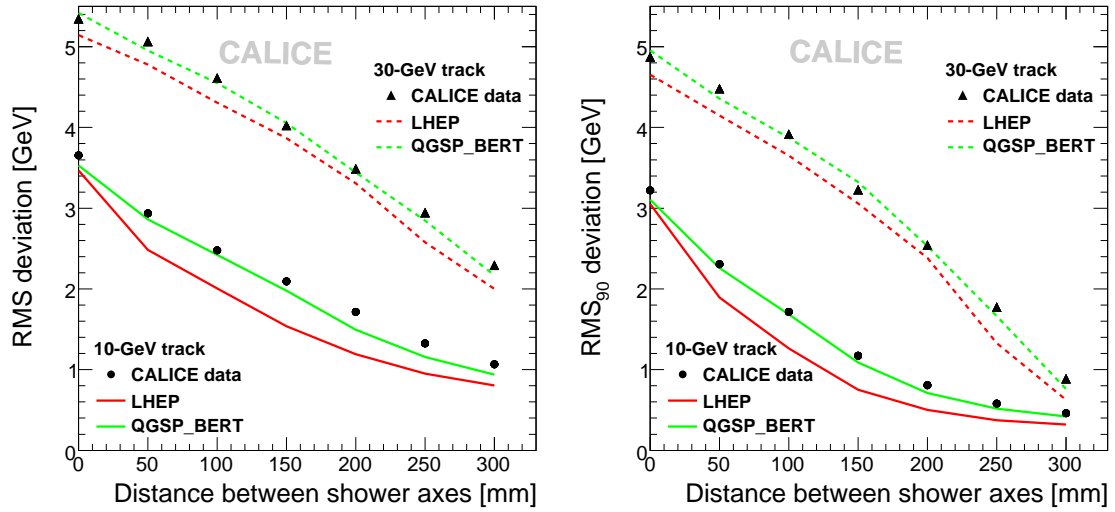 CALICE
30-GeV track
CALICE data
LHEP
QGSP_BERT
10-GeV track
CALICE data
LHEP
QGSP_BERT
RMS deviation [GeV]
5
4
3
2
1
0
0 50 100 150 200 250 300
Distance between shower axes [mm]
CALICE
30-GeV track
CALICE data
LHEP
QGSP_BERT
10-GeV track
CALICE data
LHEP
QGSP_BERT
RMS90 deviation [GeV]
5
4
3
2
1
0
0 50 100 150 200 250 300
Distance between shower axes [mm]